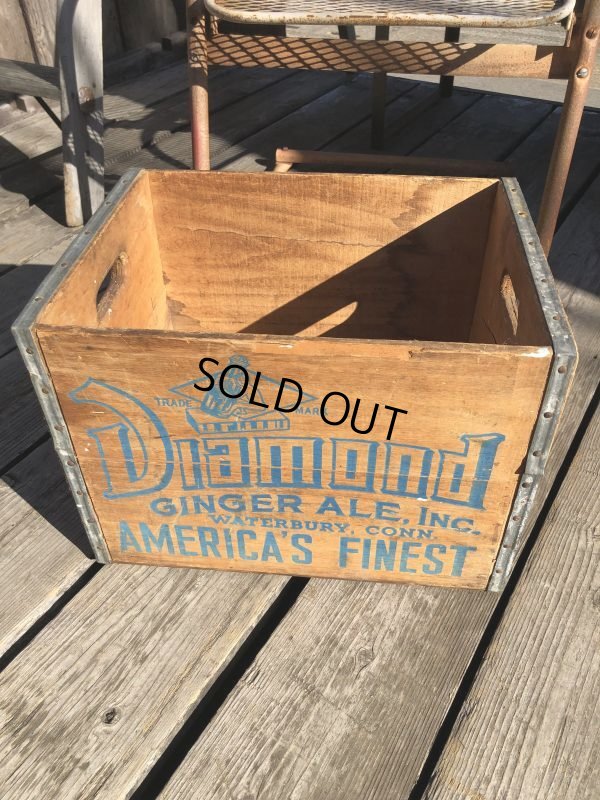 SOLD OUT
TRADE MARK
Diamond
GINGER ALE, INC.
WATERBURY, CONN.
AMERICA'S FINEST